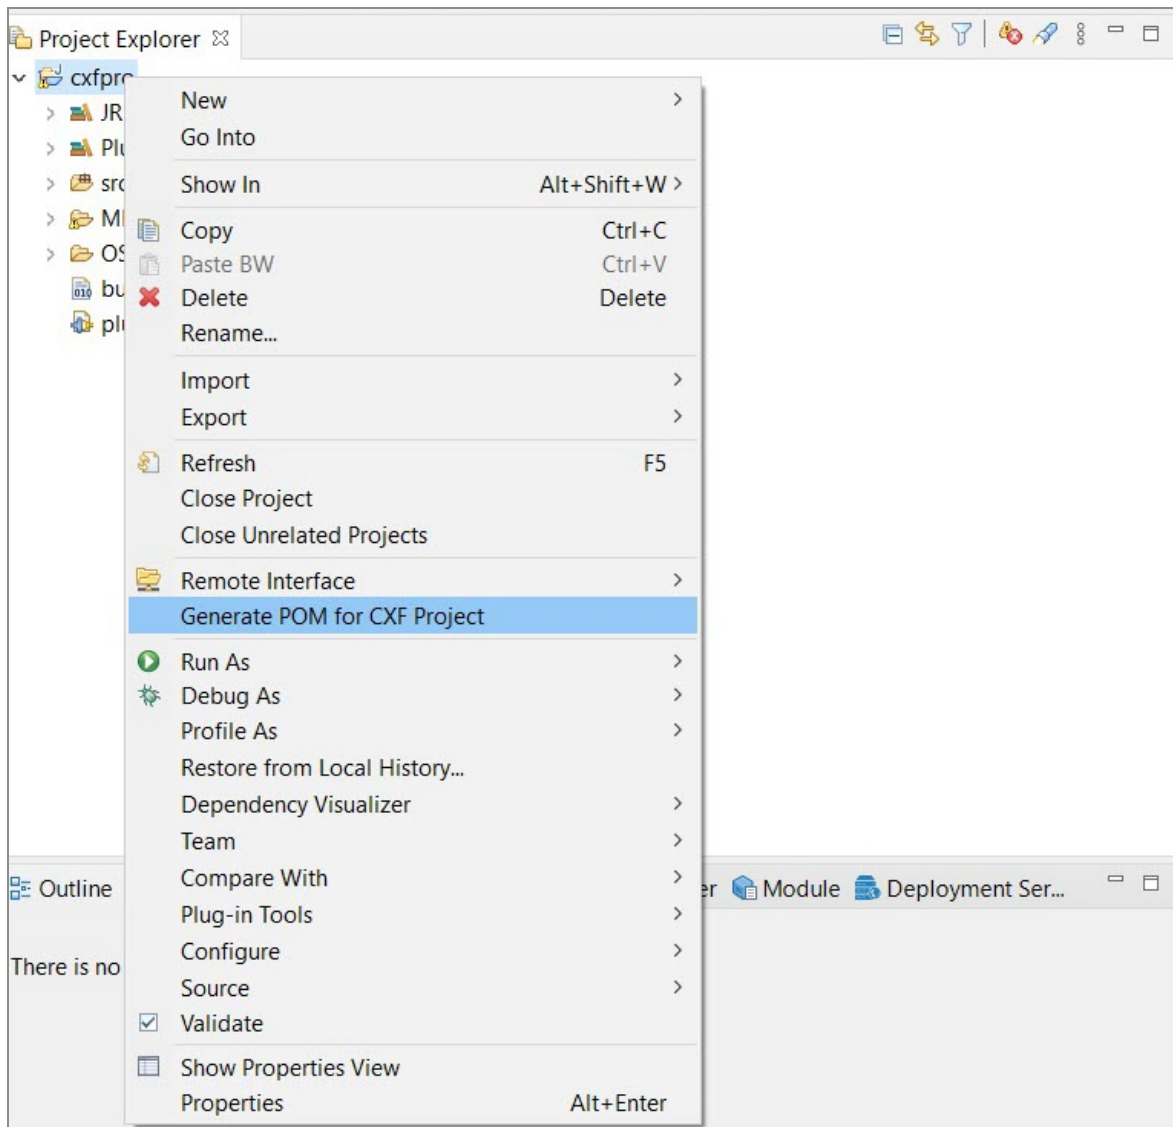 Project Explorer
cxfpro
JR
Plu
src
OS
bu
plu
New
Go Into
Show In Alt+Shift+W
Copy Ctrl+C
Paste BW Ctrl+V
Delete Delete
Rename...
Import
Export
Refresh F5
Close Project
Close Unrelated Projects
Remote Interface
Generate POM for CXF Project
Run As
Debug As
Profile As
Restore from Local History...
Dependency Visualizer
Team
Compare With
Plug-in Tools
Configure
Source
Validate
Show Properties View
Properties Alt+Enter
Outline er Module Deployment Ser...
There is no